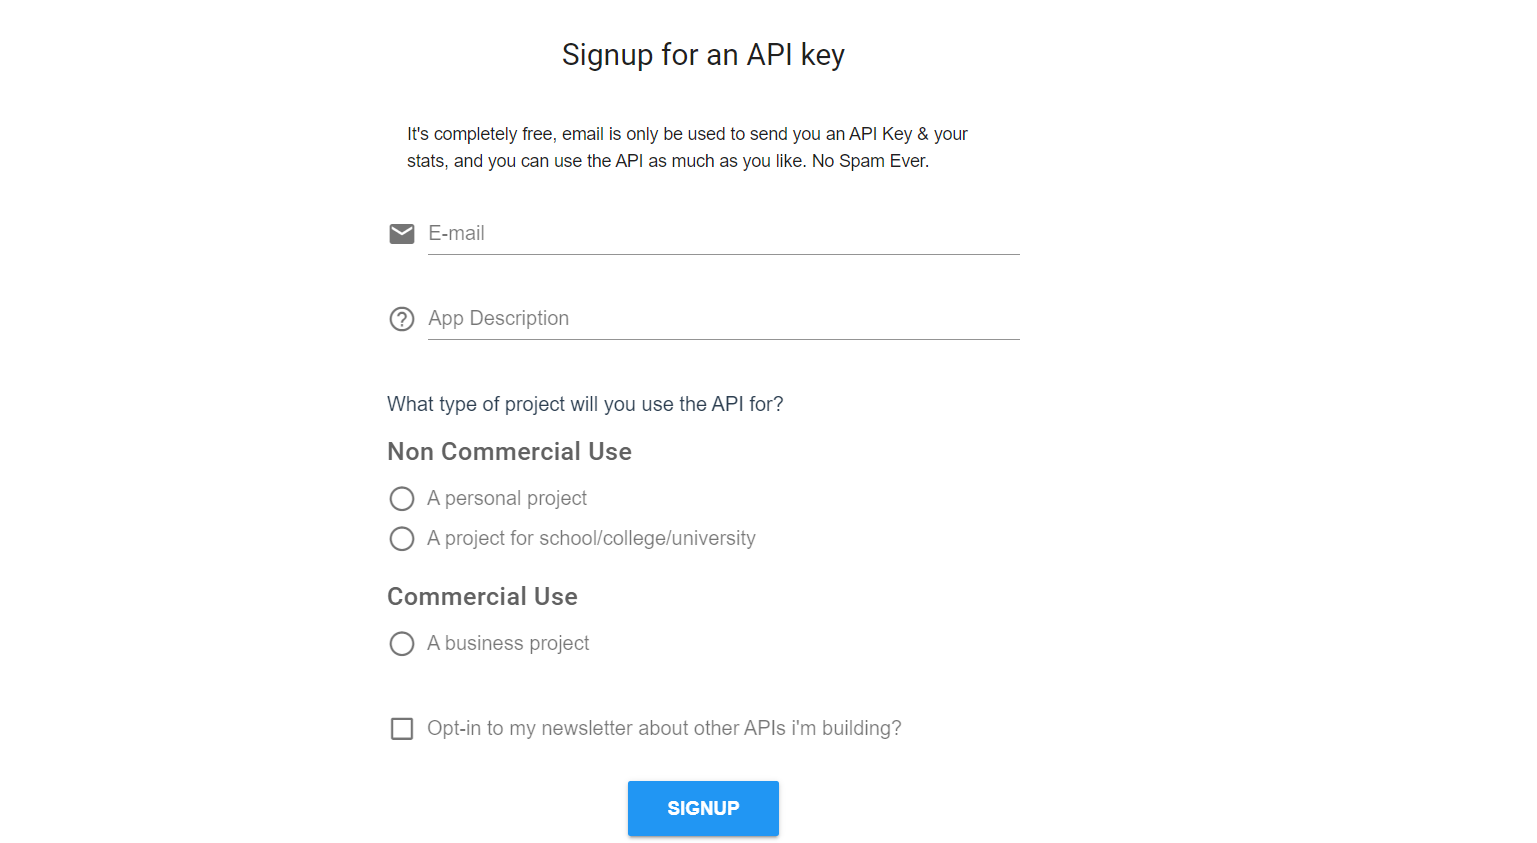 Signup for an API key
It's completely free, email is only be used to send you an API Key & your
stats, and you can use the API as much as you like. No Spam Ever.
E-mail
App Description
What type of project will you use the API for?
Non Commercial Use
A personal project
A project for school/college/university
Commercial Use
A business project
Opt-in to my newsletter about other APIs i'm building?
SIGNUP